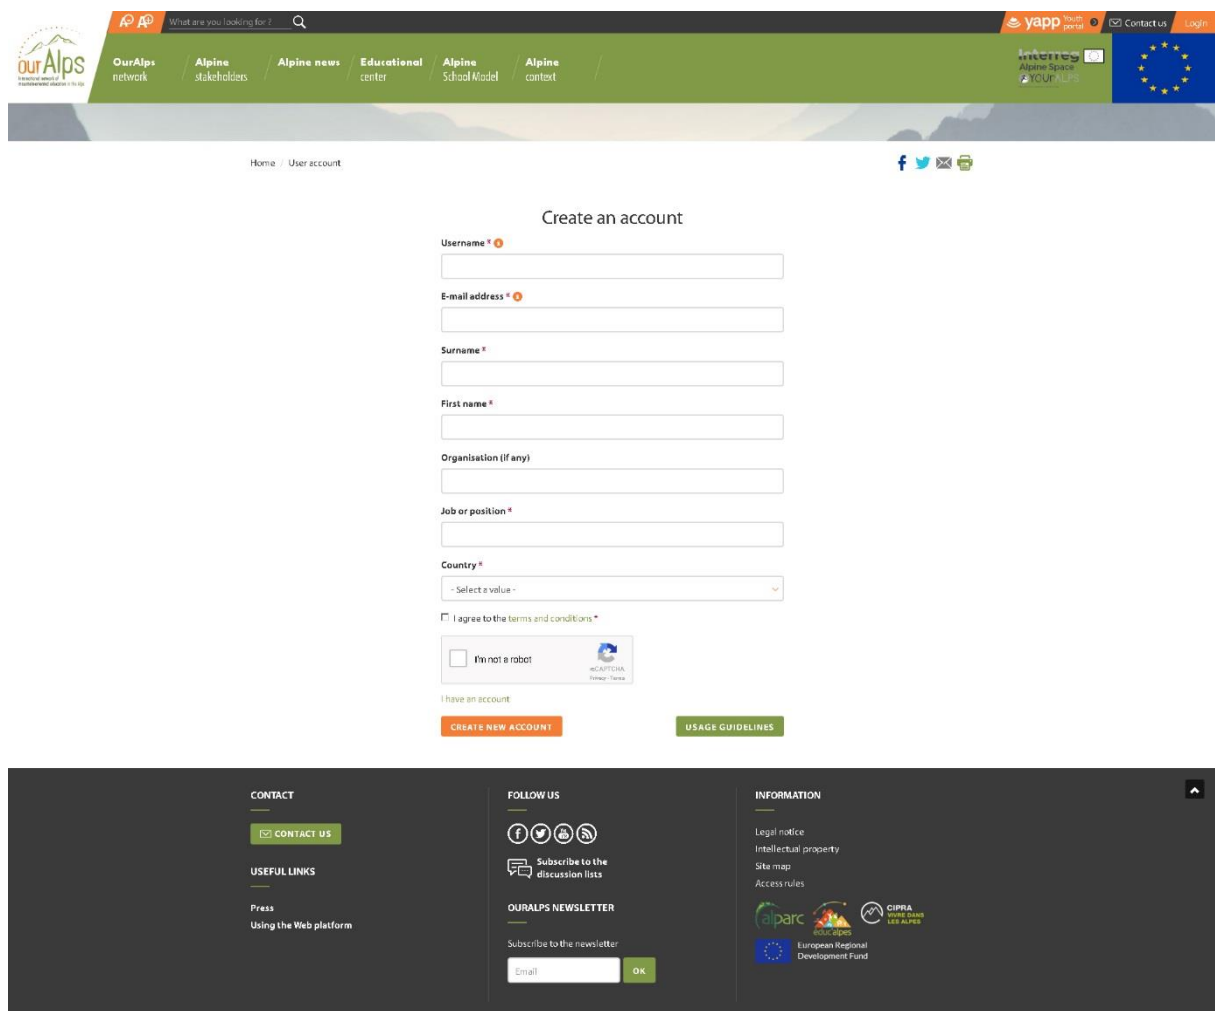 What are you looking for ?
yapp Youth portal
Contact us
Login
ourAlps
OurAlps network
Alpine stakeholders
Alpine news
Educational center
Alpine School Model
Alpine context
Interreg
Alpine Space
YOUrALPS
Home / User account
Create an account
Username *
E-mail address *
Surname *
First name *
Organisation (if any)
Job or position *
Country *
- Select a value -
I agree to the terms and conditions *
I'm not a robot
reCAPTCHA
Privacy - Terms
I have an account
CREATE NEW ACCOUNT
USAGE GUIDELINES
CONTACT
CONTACT US
USEFUL LINKS
Press
Using the Web platform
FOLLOW US
Subscribe to the
discussion lists
OURALPS NEWSLETTER
Subscribe to the newsletter
Email
OK
INFORMATION
Legal notice
Intellectual property
Site map
Access rules
alparc
educ'alpes
CIPRA
VIVRE DANS
LES ALPES
European Regional
Development Fund